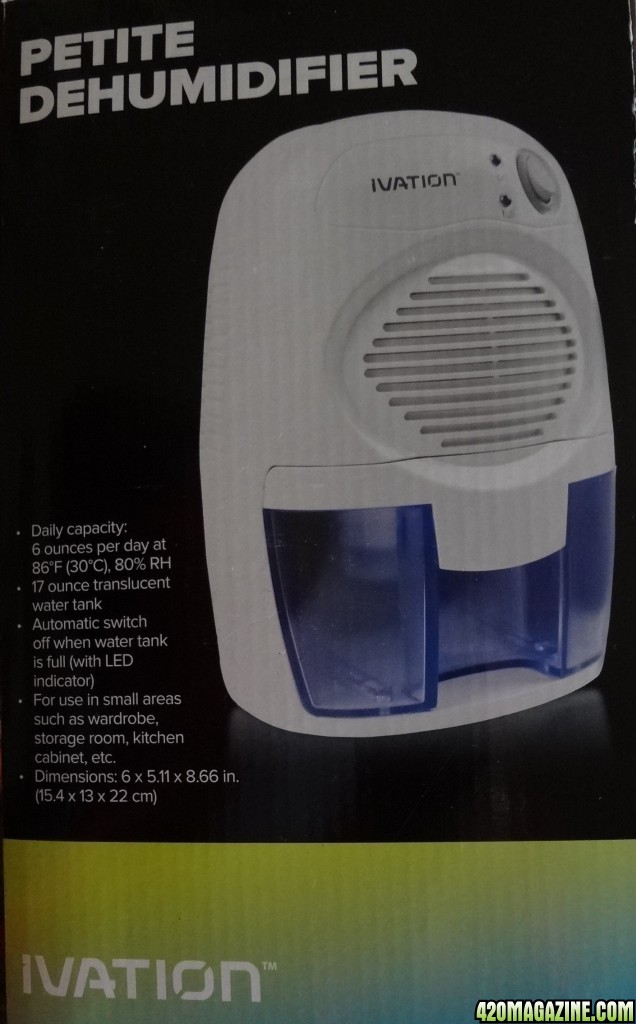 PETITE
DEHUMIDIFIER
IVATION
• Daily capacity:
6 ounces per day at
86°F (30°C), 80% RH
• 17 ounce translucent
water tank
• Automatic switch
off when water tank
is full (with LED
indicator)
• For use in small areas
such as wardrobe,
storage room, kitchen
cabinet, etc.
• Dimensions: 6 x 5.11 x 8.66 in.
(15.4 x 13 x 22 cm)
IVATION™
420MAGAZINE.COM